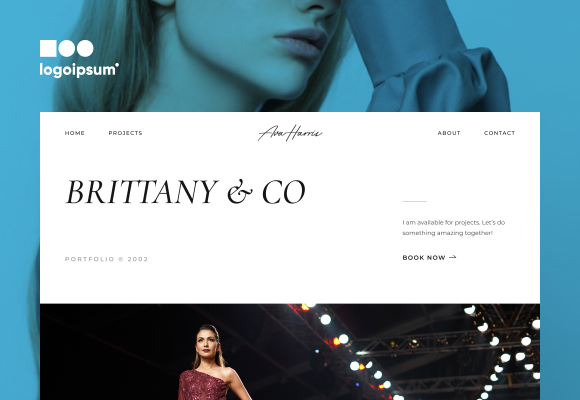 logoipsum
HOME PROJECTS Ava Harris ABOUT CONTACT
BRITTANY & CO
I am available for projects. Let's do
something amazing together!
PORTFOLIO © 2002
BOOK NOW